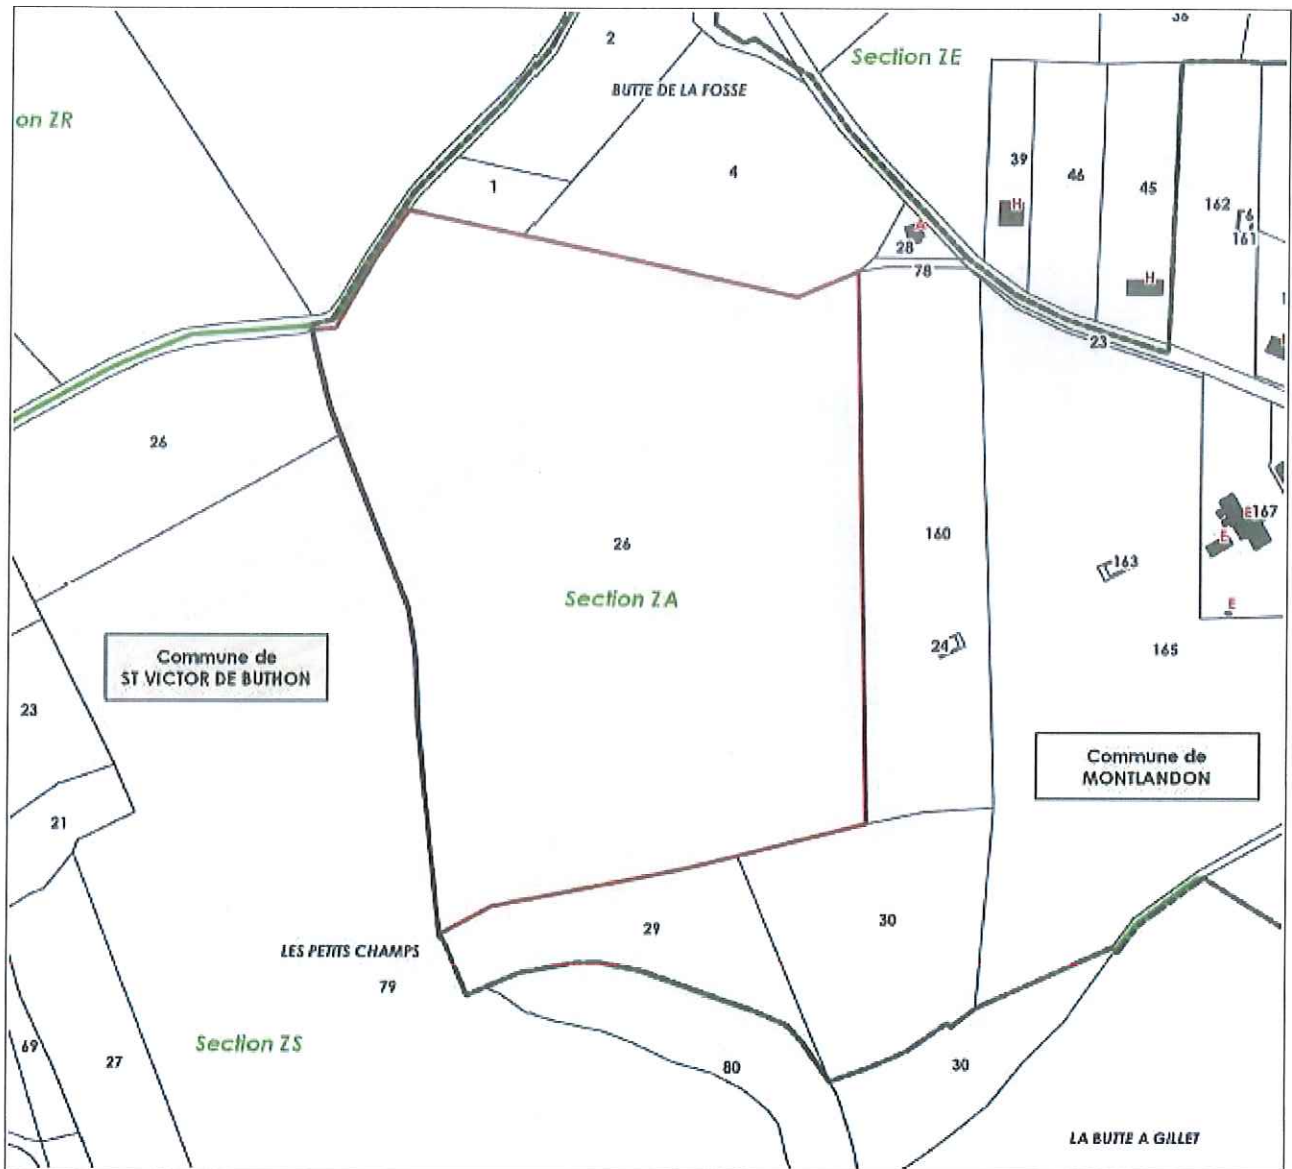 36
2
Section ZE
BUTTE DE LA FOSSE
on ZR
39
46
45
4
1
162
H
6
161
A
28
78
H
23
26
26
160
E167
E
163
Section ZA
E
24
165
Commune de
ST VICTOR DE BUTHON
23
Commune de
MONTLANDON
21
29
30
LES PETITS CHAMPS
79
Section ZS
69
27
80
30
LA BUTTE A GILLET